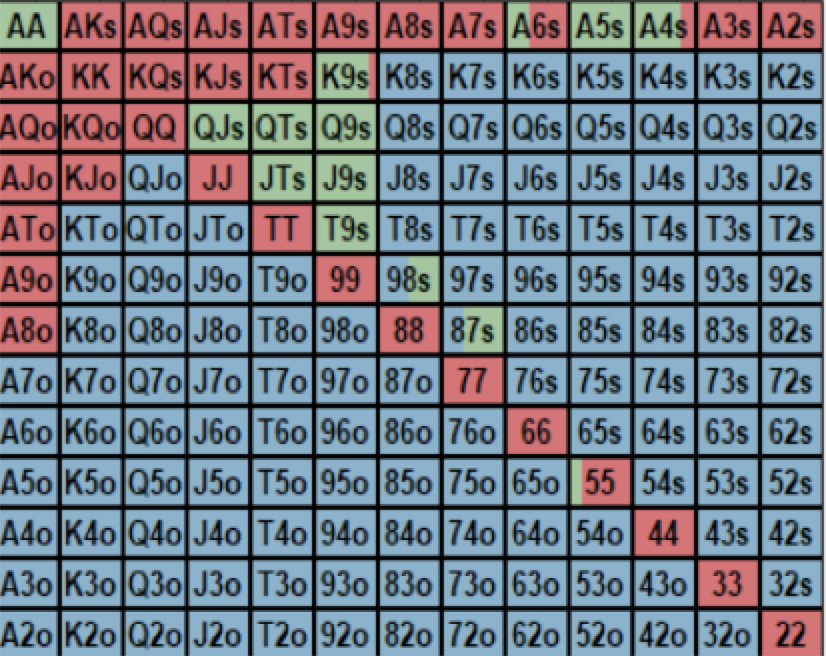 AA AKs AQs AJs ATs A9s A8s A7s A6s A5s A4s A3s A2s
AKo KK KQs KJs KTs K9s K8s K7s K6s K5s K4s K3s K2s
AQo KQo QQ QJs QTs Q9s Q8s Q7s Q6s Q5s Q4s Q3s Q2s
AJo KJo QJo JJ JTs J9s J8s J7s J6s J5s J4s J3s J2s
ATo KTo QTo JTo TT T9s T8s T7s T6s T5s T4s T3s T2s
A9o K9o Q9o J9o T9o 99 98s 97s 96s 95s 94s 93s 92s
A8o K8o Q8o J8o T8o 98o 88 87s 86s 85s 84s 83s 82s
A7o K7o Q7o J7o T7o 97o 87o 77 76s 75s 74s 73s 72s
A6o K6o Q6o J6o T6o 96o 86o 76o 66 65s 64s 63s 62s
A5o K5o Q5o J5o T5o 95o 85o 75o 65o 55 54s 53s 52s
A4o K4o Q4o J4o T4o 94o 84o 74o 64o 54o 44 43s 42s
A3o K3o Q3o J3o T3o 93o 83o 73o 63o 53o 43o 33 32s
A2o K2o Q2o J2o T2o 92o 82o 72o 62o 52o 42o 32o 22